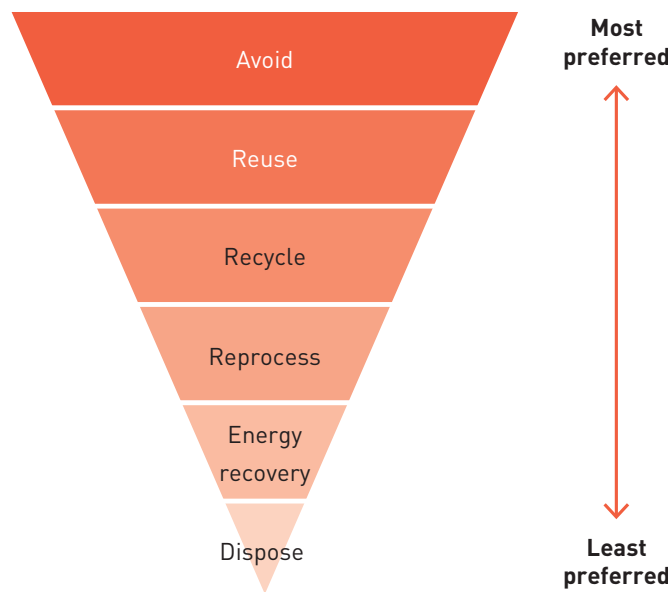 Avoid
Reuse
Recycle
Reprocess
Energy
recovery
Dispose
Most
preferred
Least
preferred